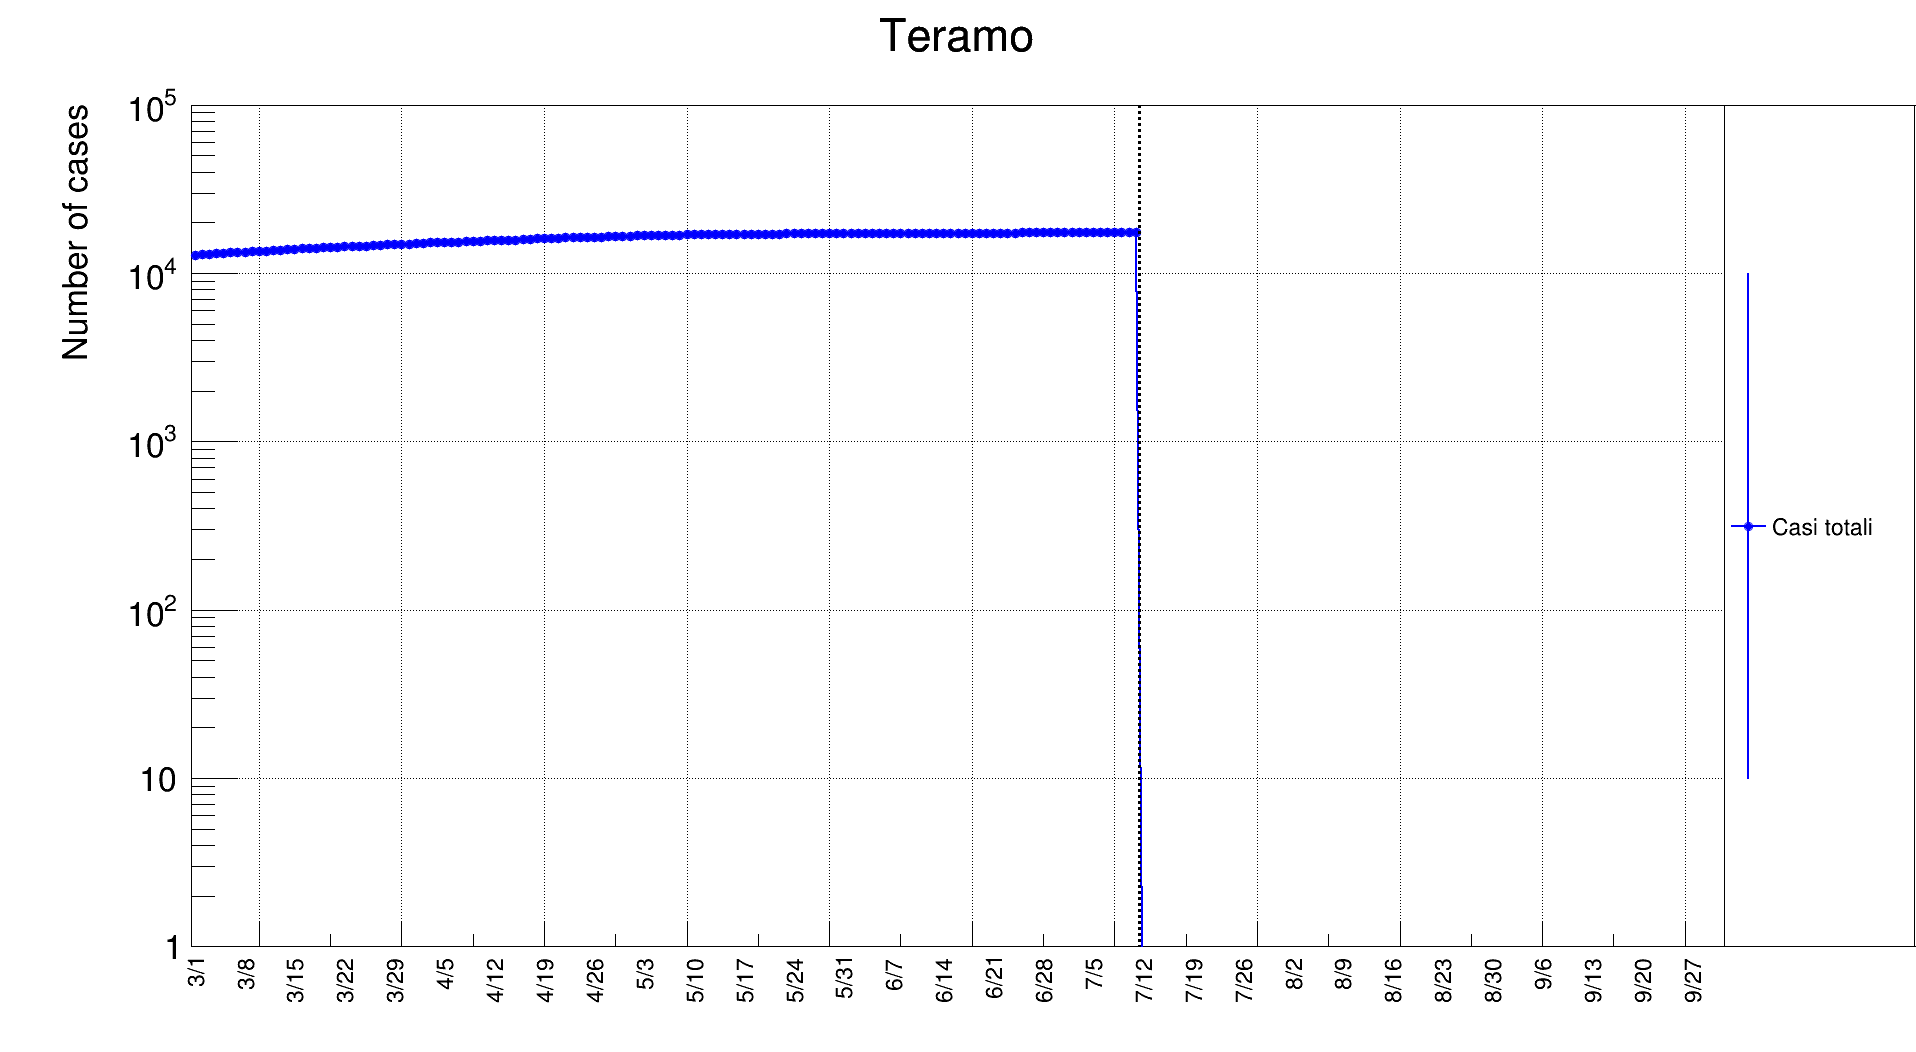 Teramo
Number of cases
10^5
10^4
10^3
10^2
10
1
3/1 3/8 3/15 3/22 3/29 4/5 4/12 4/19 4/26 5/3 5/10 5/17 5/24 5/31 6/7 6/14 6/21 6/28 7/5 7/12 7/19 7/26 8/2 8/9 8/16 8/23 8/30 9/6 9/13 9/20 9/27
Casi totali